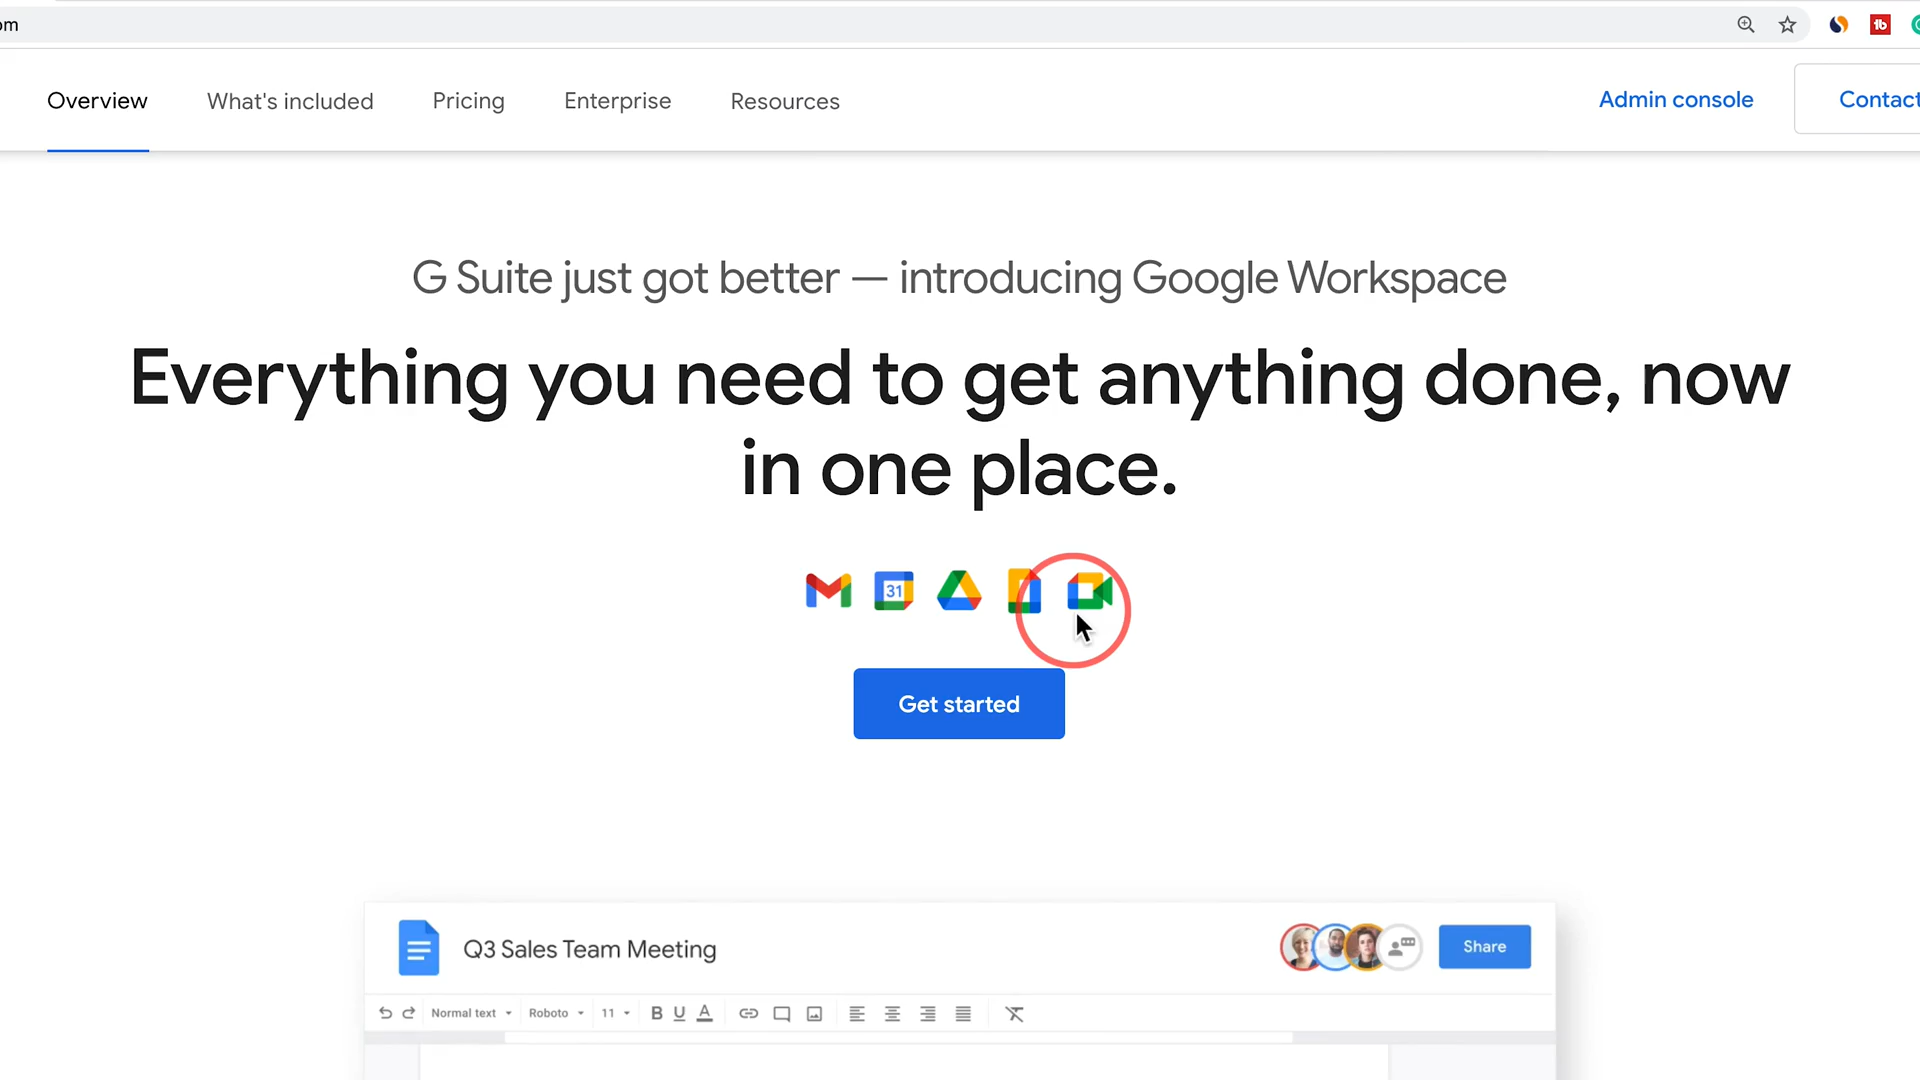 om
Overview What's included Pricing Enterprise Resources Admin console Contact
G Suite just got better — introducing Google Workspace
Everything you need to get anything done, now
in one place.
31
Get started
Q3 Sales Team Meeting Share
Normal text Roboto 11 B U A